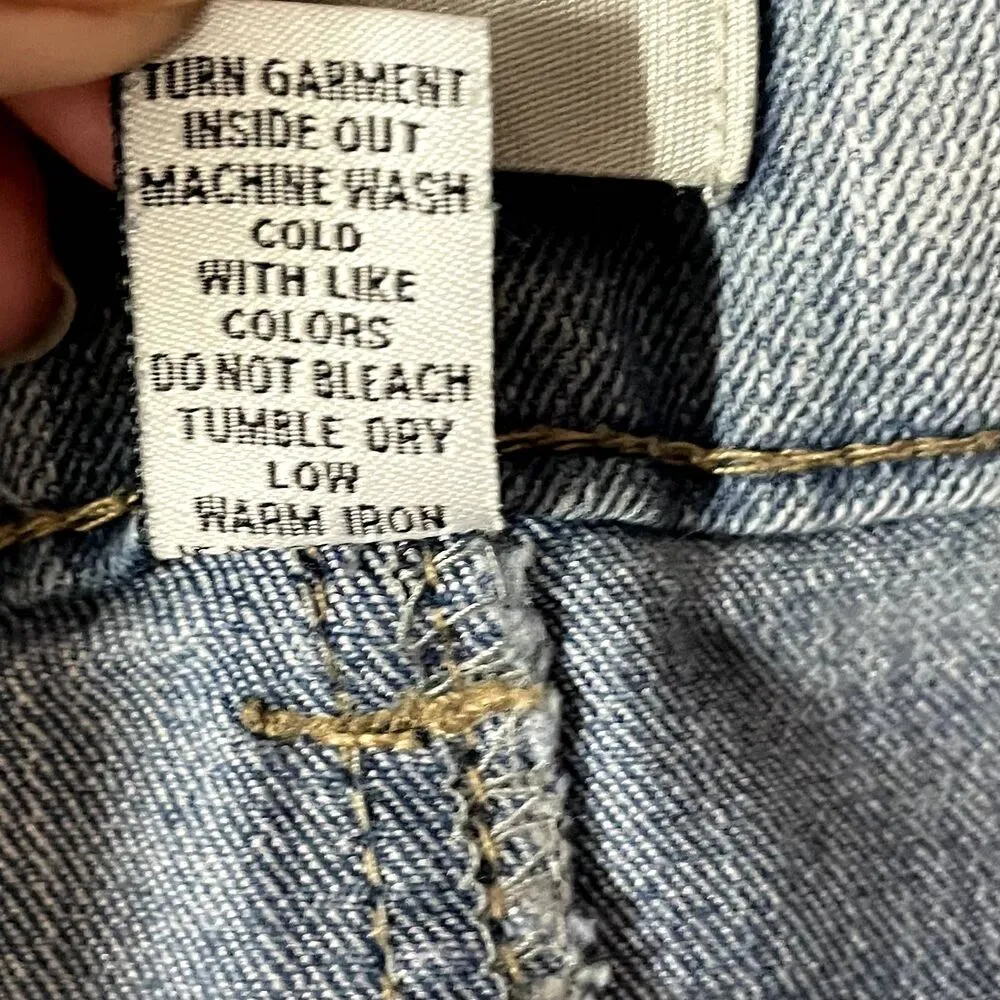 TURN GARMENT
INSIDE OUT
MACHINE WASH
COLD
WITH LIKE
COLORS
DO NOT BLEACH
TUMBLE DRY
LOW
WARM IRON